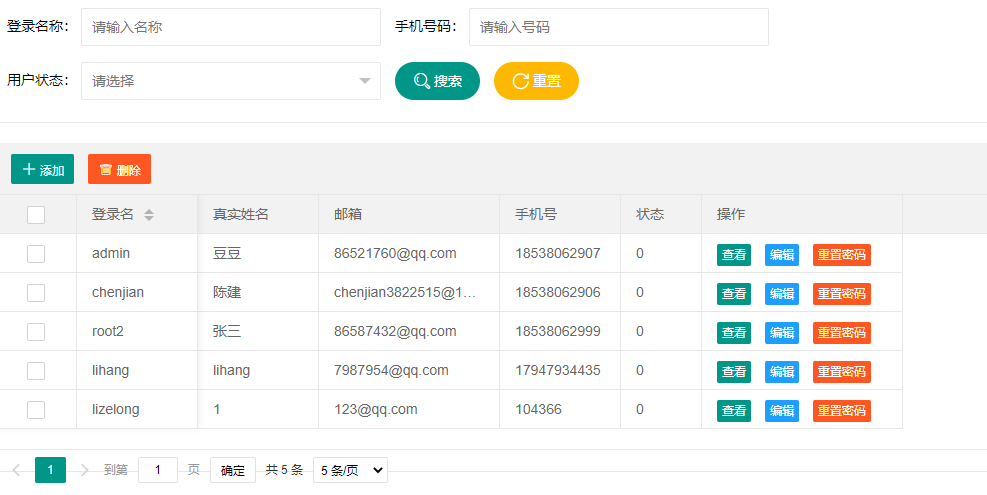 登录名称: 请输入名称 手机号码: 请输入号码
用户状态: 请选择 搜索 重置
添加 删除
登录名 真实姓名 邮箱 手机号 状态 操作
admin 豆豆 86521760@qq.com 18538062907 0 查看 编辑 重置密码
chenjian 陈建 chenjian3822515@1... 18538062906 0 查看 编辑 重置密码
root2 张三 86587432@qq.com 18538062999 0 查看 编辑 重置密码
lihang lihang 7987954@qq.com 17947934435 0 查看 编辑 重置密码
lizelong 1 123@qq.com 104366 0 查看 编辑 重置密码
1 到第 1 页 确定 共 5 条 5 条/页